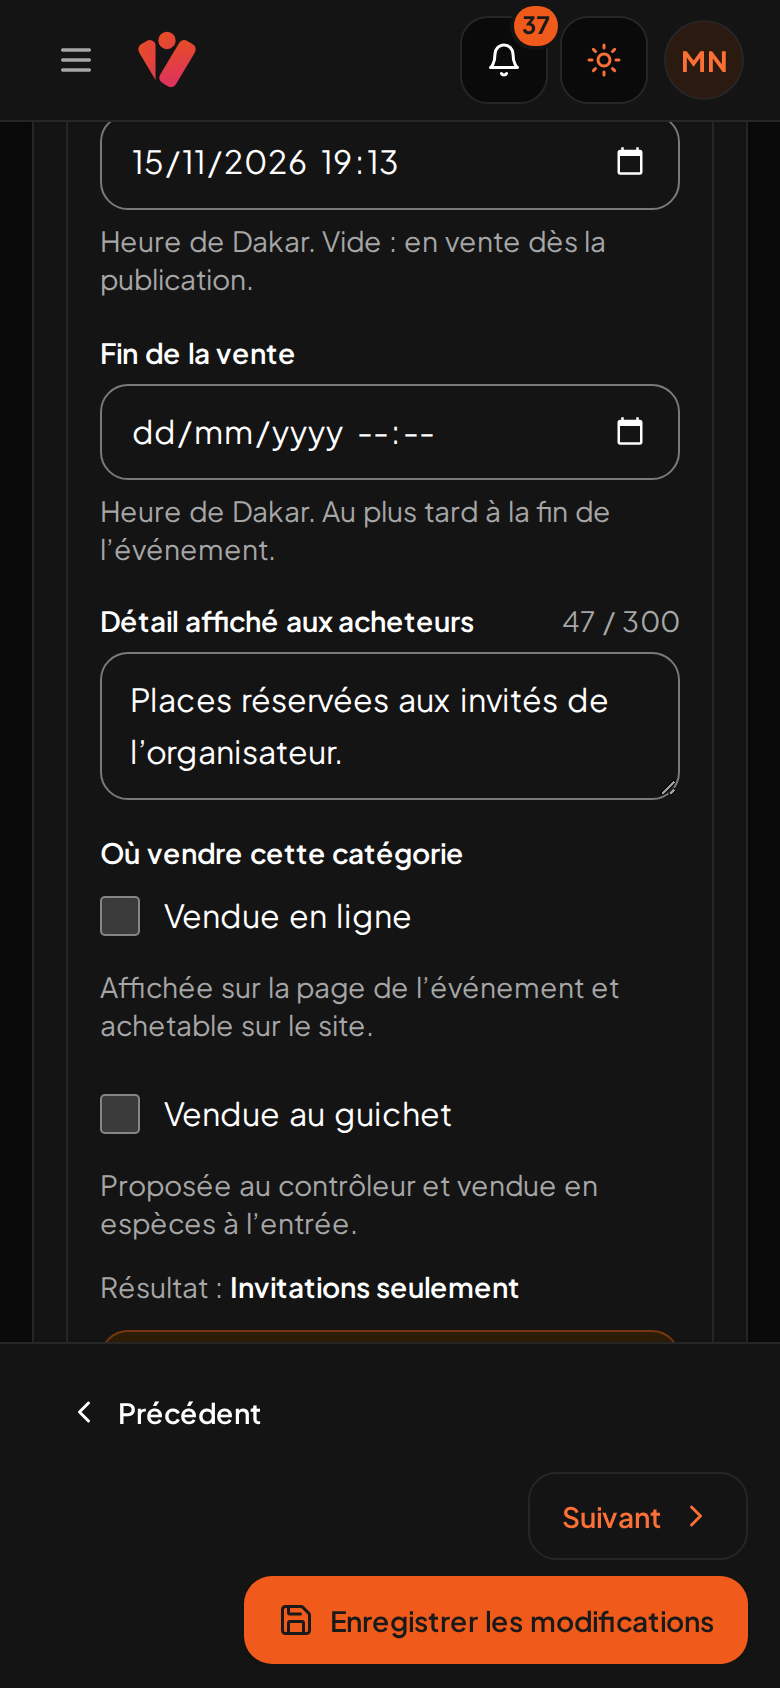 37
MN
15/11/2026 19:13
Heure de Dakar. Vide : en vente dès la
publication.
Fin de la vente
dd/mm/yyyy --:--
Heure de Dakar. Au plus tard à la fin de
l’événement.
Détail affiché aux acheteurs 47 / 300
Places réservées aux invités de
l’organisateur.
Où vendre cette catégorie
Vendue en ligne
Affichée sur la page de l’événement et
achetable sur le site.
Vendue au guichet
Proposée au contrôleur et vendue en
espèces à l’entrée.
Résultat : Invitations seulement
Précédent
Suivant
Enregistrer les modifications